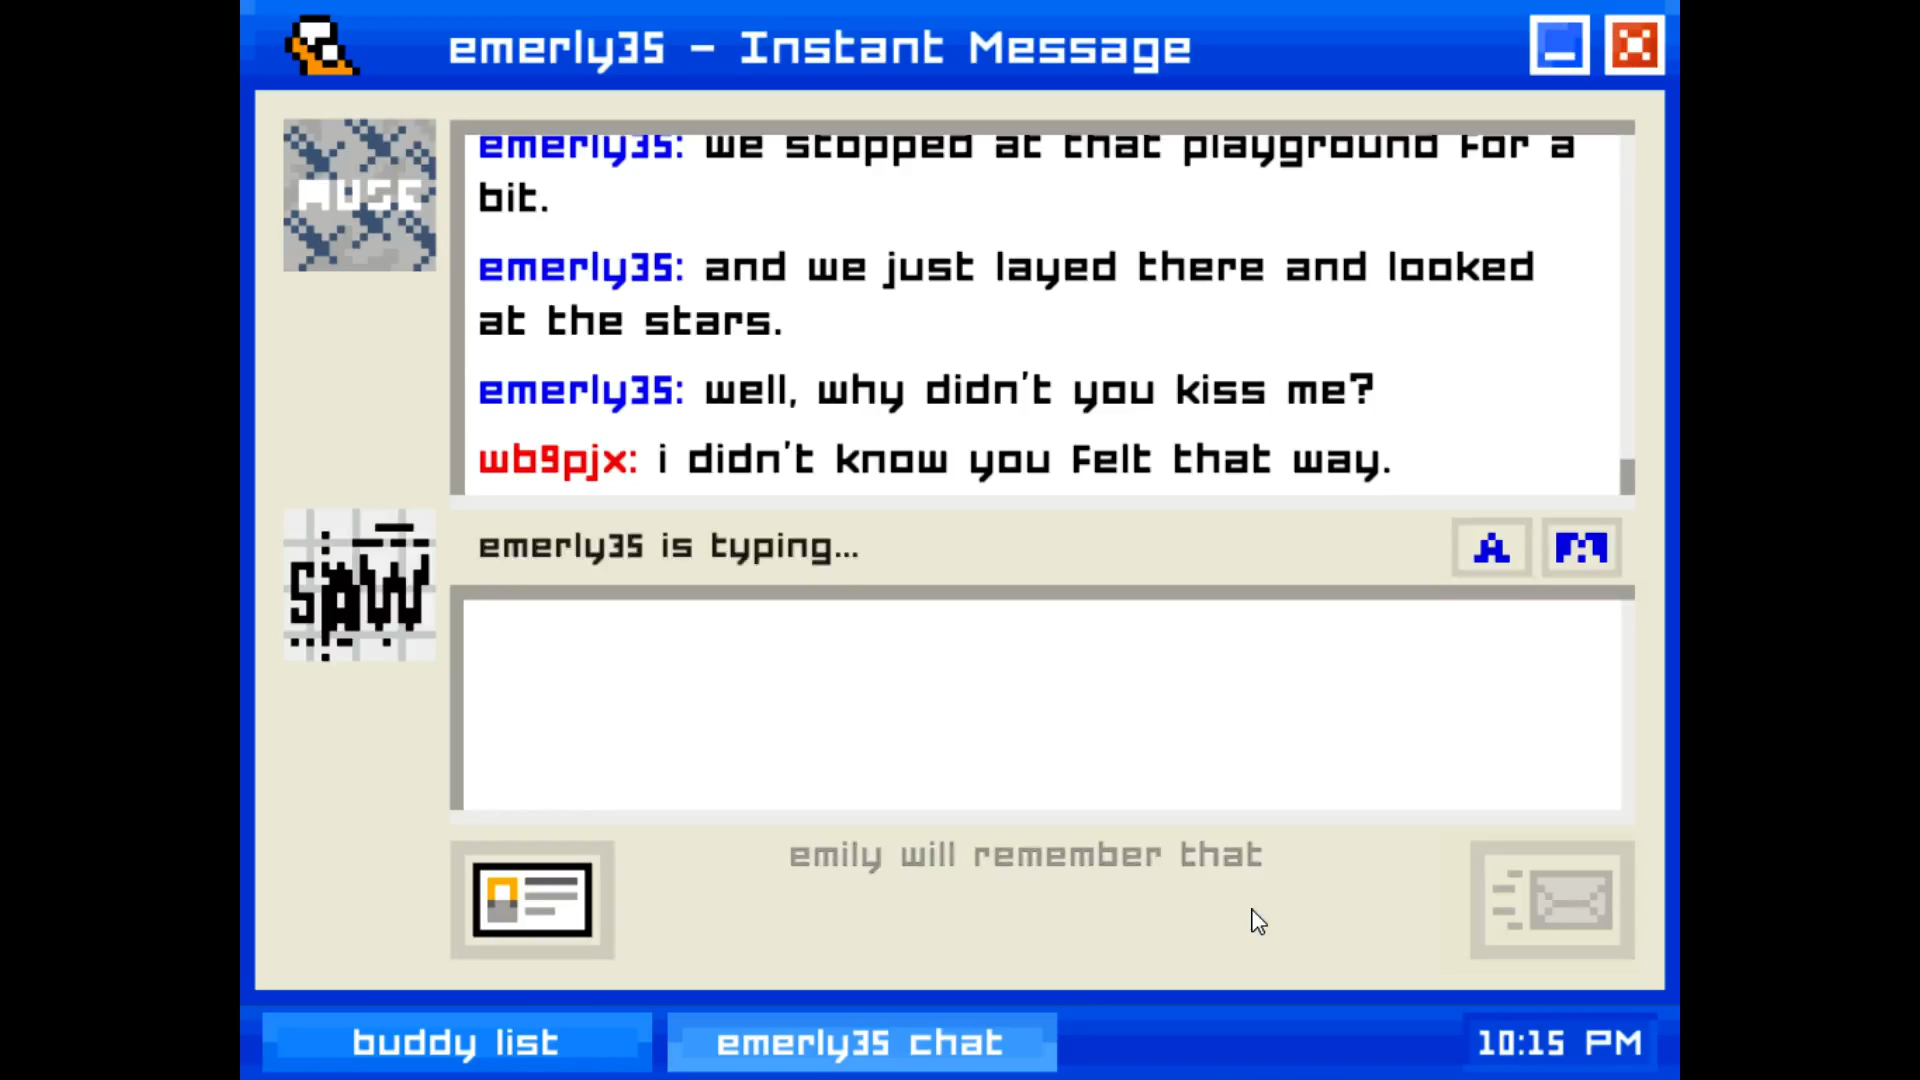 emerly35 - Instant Message
MUSE
emerly35: we stopped at that playground for a
bit.
emerly35: and we just layed there and looked
at the stars.
emerly35: well, why didn't you kiss me?
wb9pjx: i didn't know you felt that way.
SAW
emerly35 is typing...
A
emily will remember that
buddy list
emerly35 chat
10:15 PM